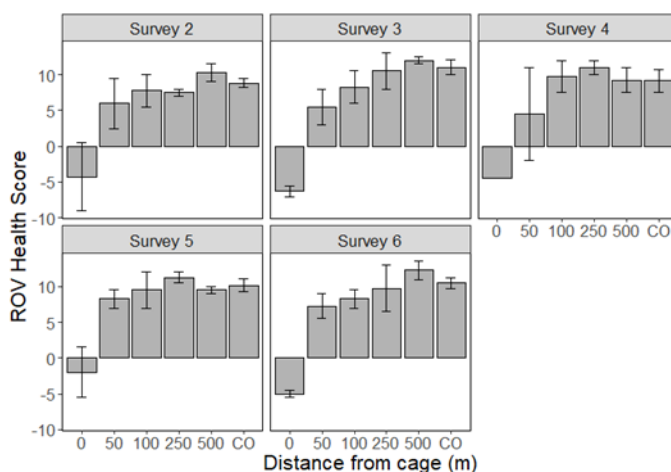 Survey 2
Survey 3
Survey 4
ROV Health Score
10
5
0
-5
-10
0 50 100 250 500 CO
Survey 5
Survey 6
10
5
0
-5
-10
0 50 100 250 500 CO
0 50 100 250 500 CO
Distance from cage (m)